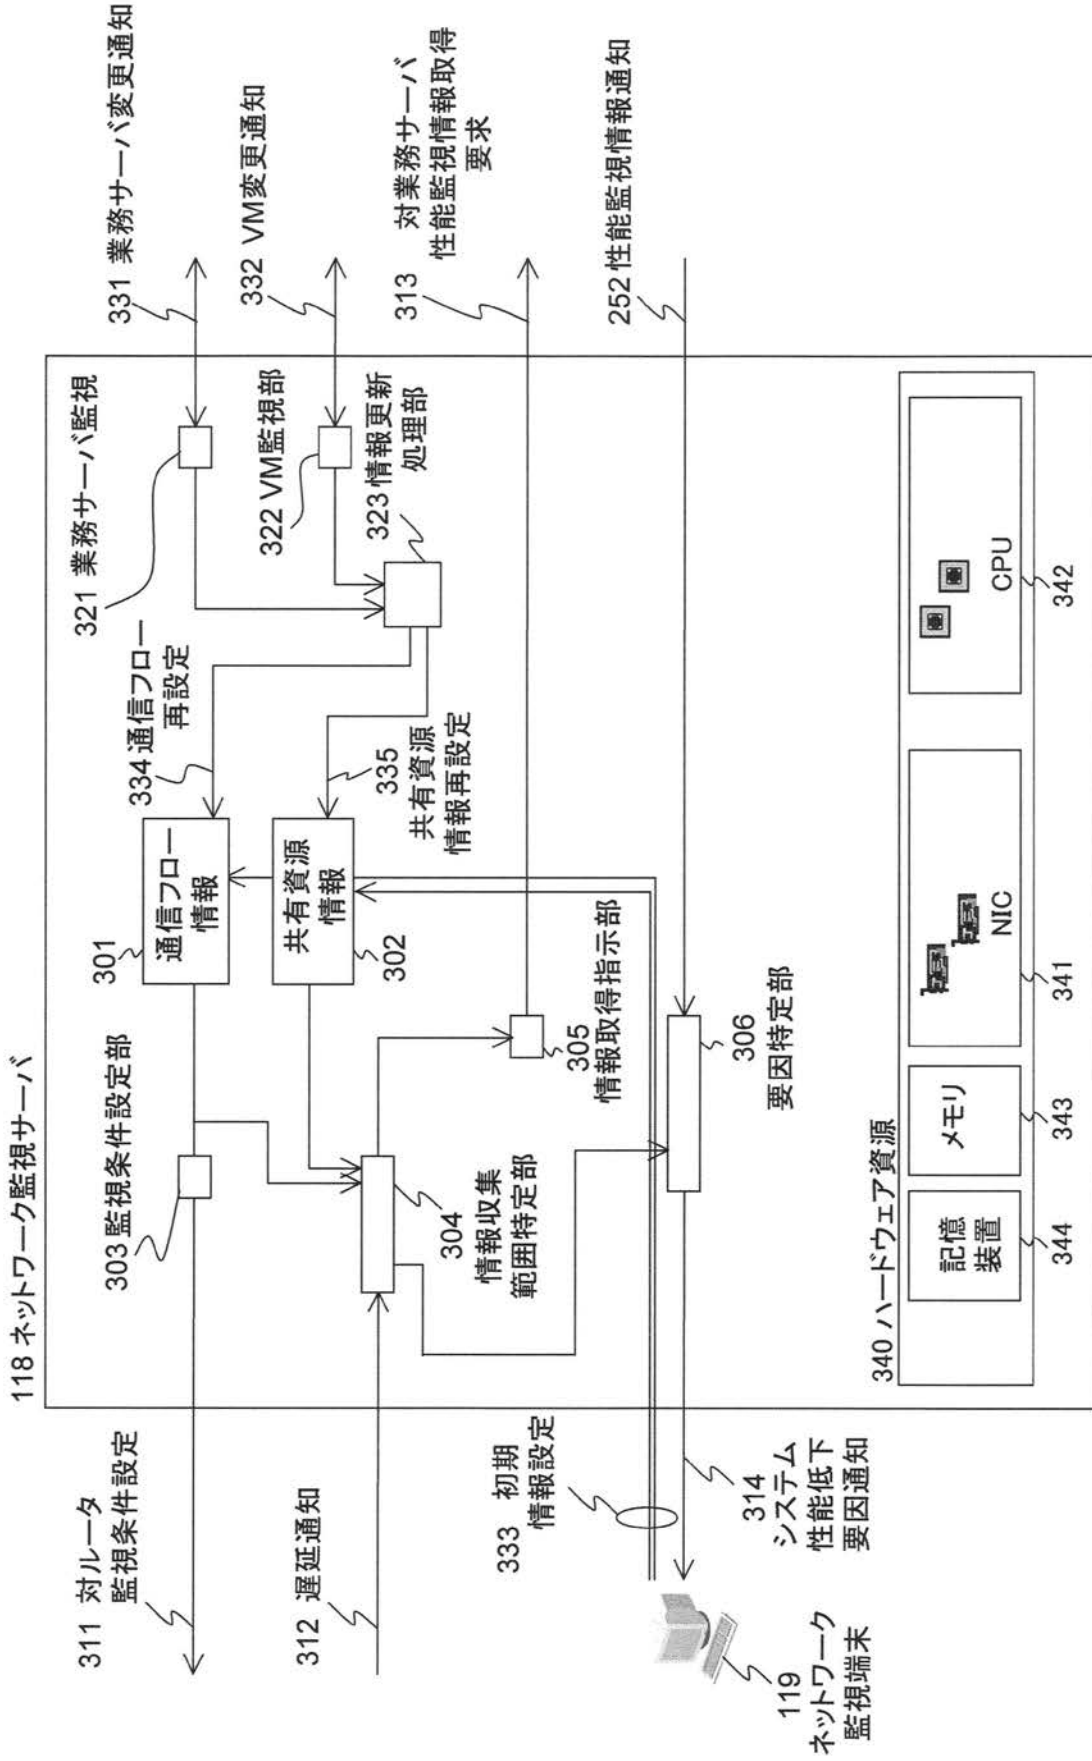 118 ネットワーク監視サーバ
311 対ルータ
監視条件設定
312 遅延通知
333 初期
情報設定
314
システム
性能低下
要因通知
119
ネットワーク
監視端末
303 監視条件設定部
304
情報収集
範囲特定部
301
通信フロー
情報
302
共有資源
情報
305
情報取得指示部
306
要因特定部
334 通信フロー
再設定
335
共有資源
情報再設定
321 業務サーバ監視
322 VM監視部
323 情報更新
処理部
331 業務サーバ変更通知
332 VM変更通知
313
対業務サーバ
性能監視情報取得
要求
252 性能監視情報通知
340 ハードウェア資源
記憶
装置
344
メモリ
343
NIC
341
CPU
342